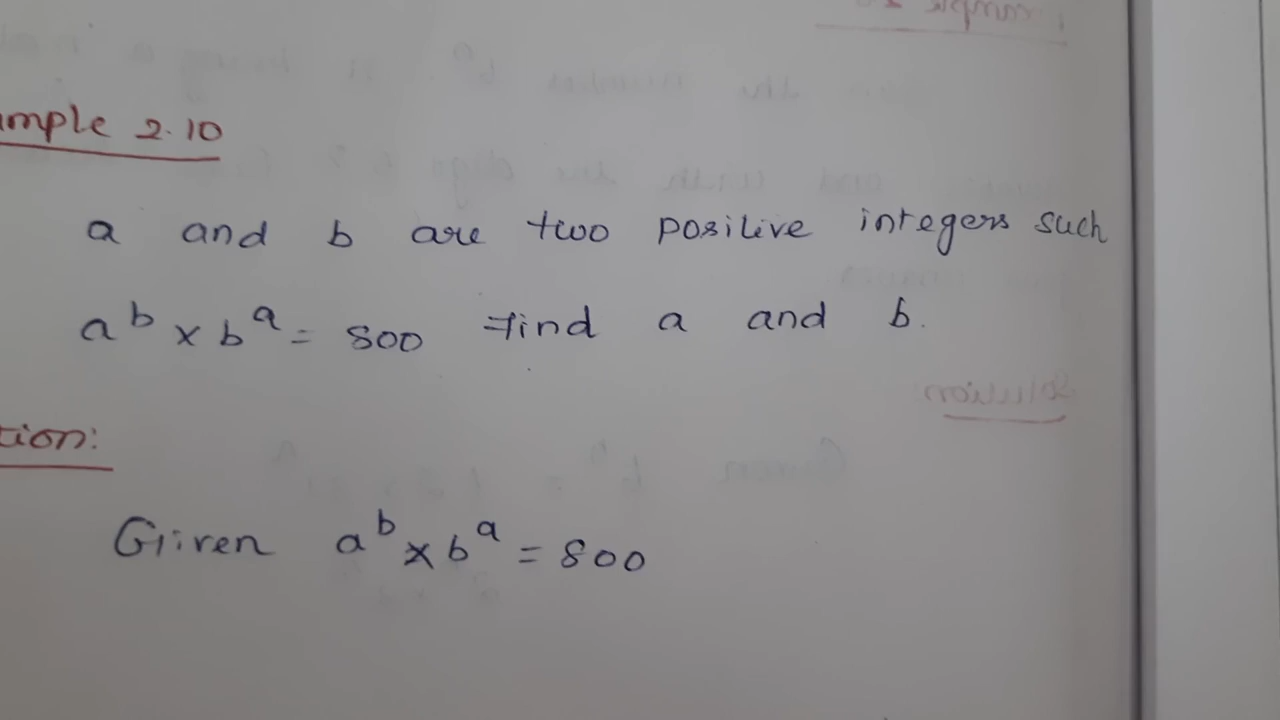 mple 2.10
a and b are two positive integers such
a^b × b^a = 800 Find a and b.
tion:
Given a^b × b^a = 800